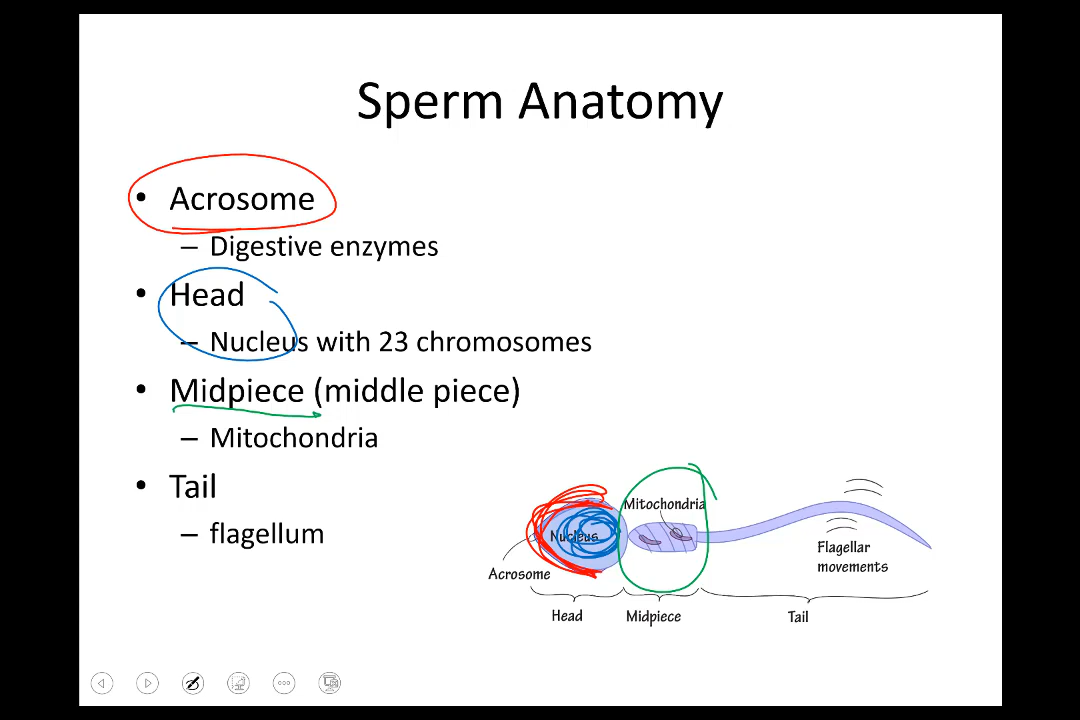 Sperm Anatomy
• Acrosome
– Digestive enzymes
• Head
– Nucleus with 23 chromosomes
• Midpiece (middle piece)
– Mitochondria
• Tail
– flagellum
Mitochondria
Nucleus
Acrosome
Flagellar
movements
Head
Midpiece
Tail